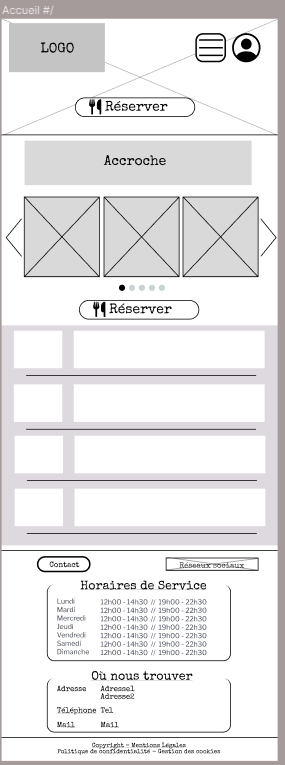 Accueil #/
LOGO
Réserver
Accroche
Réserver
Contact
Réseaux sociaux
Horaires de Service
Lundi 12h00 - 14h30 // 19h00 - 22h30
Mardi 12h00 - 14h30 // 19h00 - 22h30
Mercredi 12h00 - 14h30 // 19h00 - 22h30
Jeudi 12h00 - 14h30 // 19h00 - 22h30
Vendredi 12h00 - 14h30 // 19h00 - 22h30
Samedi 12h00 - 14h30 // 19h00 - 22h30
Dimanche 12h00 - 14h30 // 19h00 - 22h30
Où nous trouver
Adresse Adresse1
Adresse2
Téléphone Tel
Mail Mail
Copyright - Mentions Légales
Politique de confidentialité - Gestion des cookies